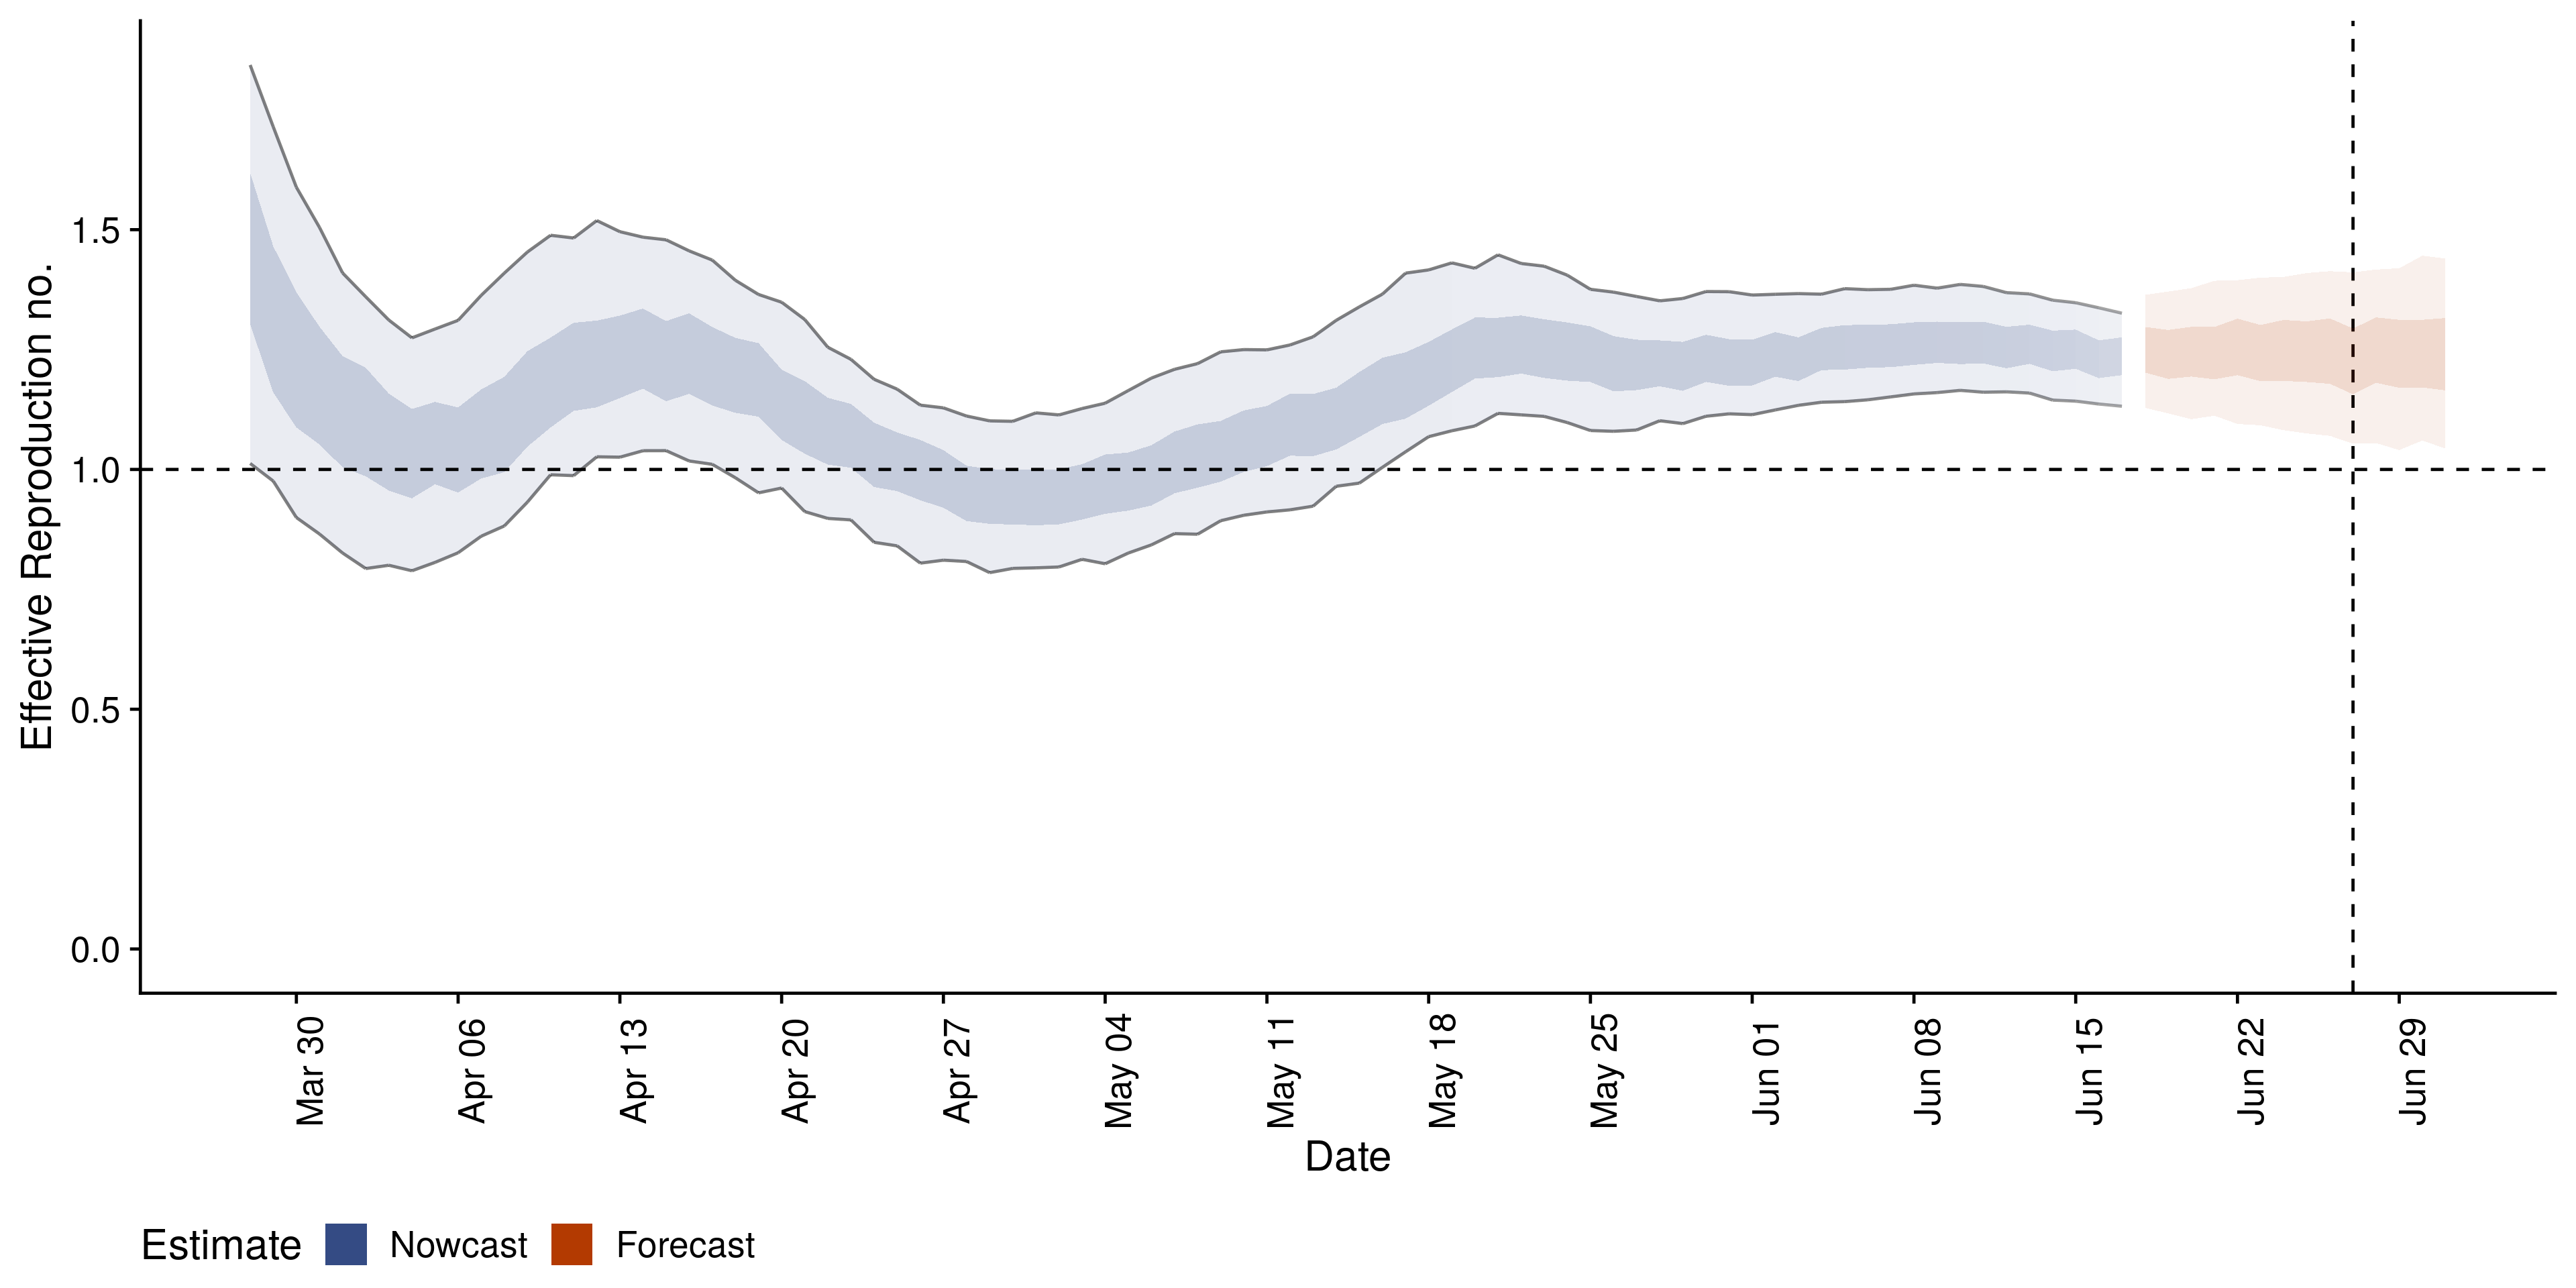 Effective Reproduction no.
1.5
1.0
0.5
0.0
Mar 30
Apr 06
Apr 13
Apr 20
Apr 27
May 04
May 11
May 18
May 25
Jun 01
Jun 08
Jun 15
Jun 22
Jun 29
Date
Estimate Nowcast Forecast